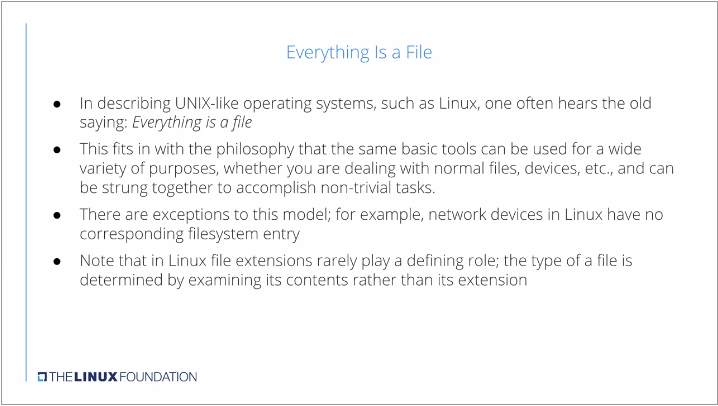 Everything Is a File
● In describing UNIX-like operating systems, such as Linux, one often hears the old
saying: Everything is a file
● This fits in with the philosophy that the same basic tools can be used for a wide
variety of purposes, whether you are dealing with normal files, devices, etc., and can
be strung together to accomplish non-trivial tasks.
● There are exceptions to this model; for example, network devices in Linux have no
corresponding filesystem entry
● Note that in Linux file extensions rarely play a defining role; the type of a file is
determined by examining its contents rather than its extension
THE LINUX FOUNDATION